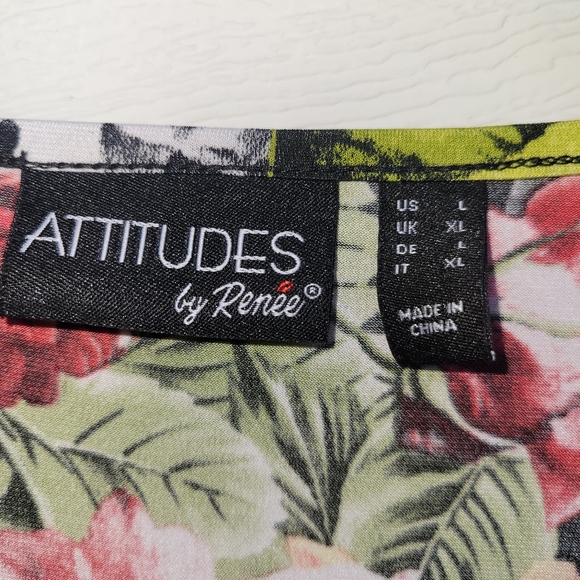 ATTITUDES
by Renée®
US L
UK XL
DE L
IT XL
MADE IN
CHINA